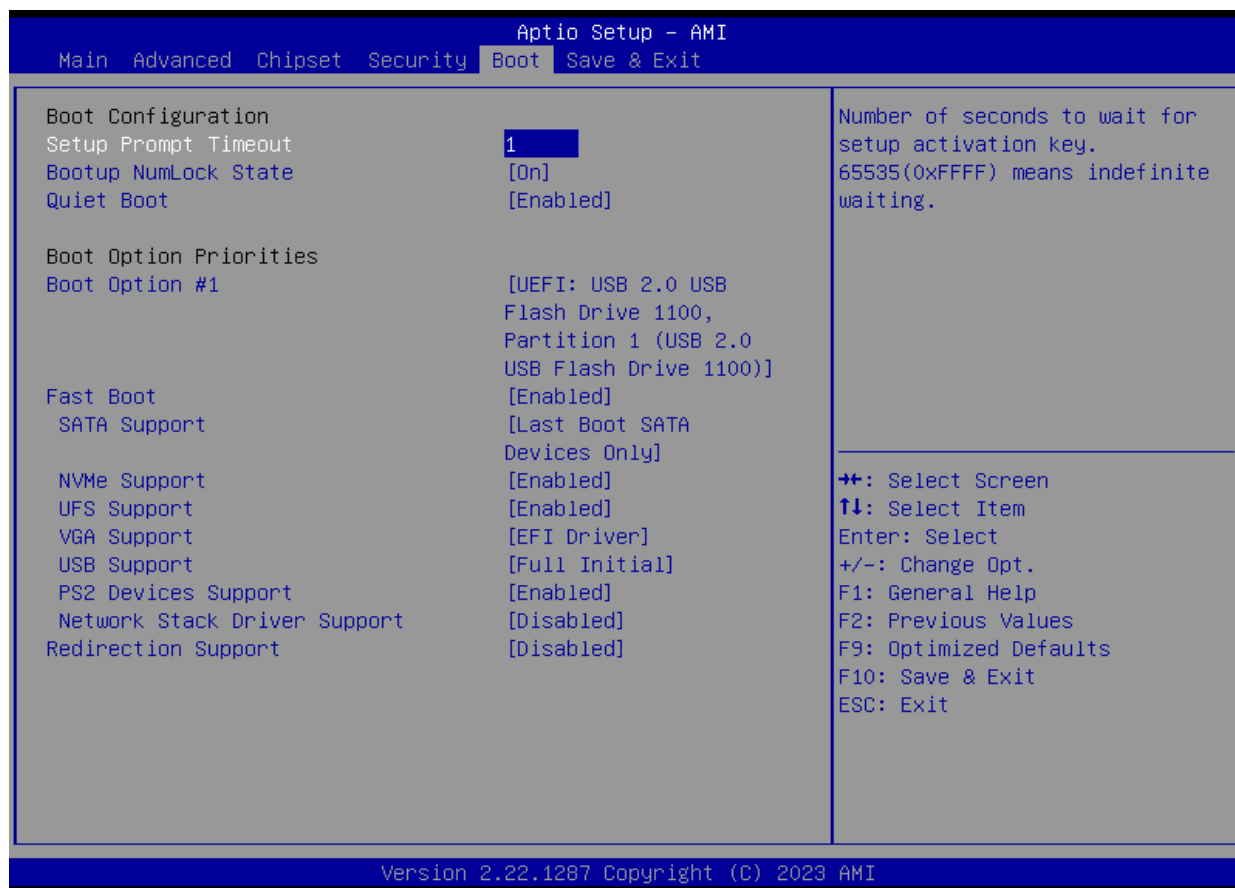 Aptio Setup – AMI
Main Advanced Chipset Security Boot Save & Exit
Boot Configuration
Setup Prompt Timeout 1
Bootup NumLock State [On]
Quiet Boot [Enabled]
Boot Option Priorities
Boot Option #1 [UEFI: USB 2.0 USB
Flash Drive 1100,
Partition 1 (USB 2.0
USB Flash Drive 1100)]
Fast Boot [Enabled]
SATA Support [Last Boot SATA
Devices Only]
NVMe Support [Enabled]
UFS Support [Enabled]
VGA Support [EFI Driver]
USB Support [Full Initial]
PS2 Devices Support [Enabled]
Network Stack Driver Support [Disabled]
Redirection Support [Disabled]
Number of seconds to wait for
setup activation key.
65535(0xFFFF) means indefinite
waiting.
→←: Select Screen
↑↓: Select Item
Enter: Select
+/-: Change Opt.
F1: General Help
F2: Previous Values
F9: Optimized Defaults
F10: Save & Exit
ESC: Exit
Version 2.22.1287 Copyright (C) 2023 AMI